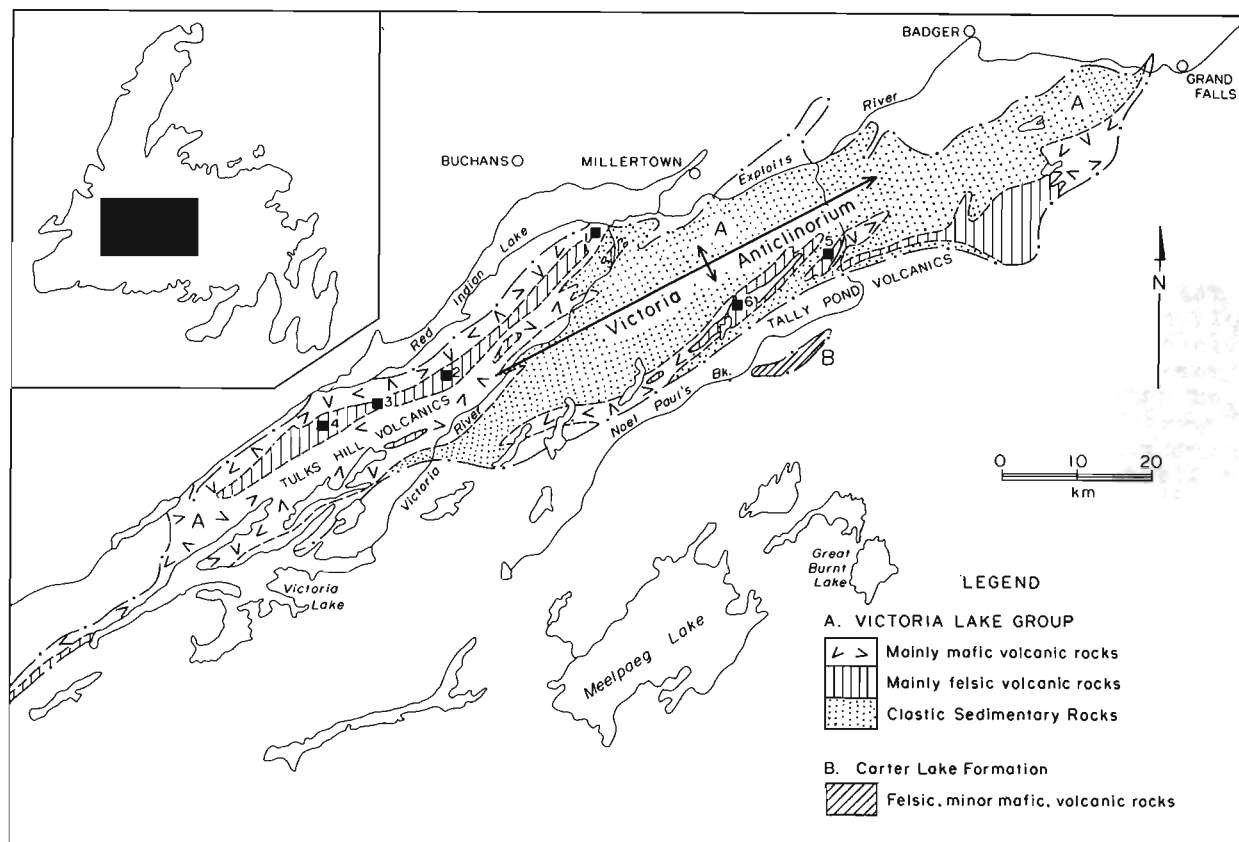 BADGER
GRAND
FALLS
A
River
BUCHANS
MILLERTOWN
Exploits
A
Anticlinorium
Lake
5
Indian
N
Victoria
6
TALLY POND VOLCANICS
Red
B
2
Bk.
3
Paul's
4
TULKS HILL VOLCANICS
River
Noel
0 10 20
km
Victoria
A
Great
Burnt
Lake
LEGEND
Victoria
Lake
Meelpaeg Lake
A. VICTORIA LAKE GROUP
Mainly mafic volcanic rocks
Mainly felsic volcanic rocks
Clastic Sedimentary Rocks
B. Carter Lake Formation
Felsic, minor mafic, volcanic rocks